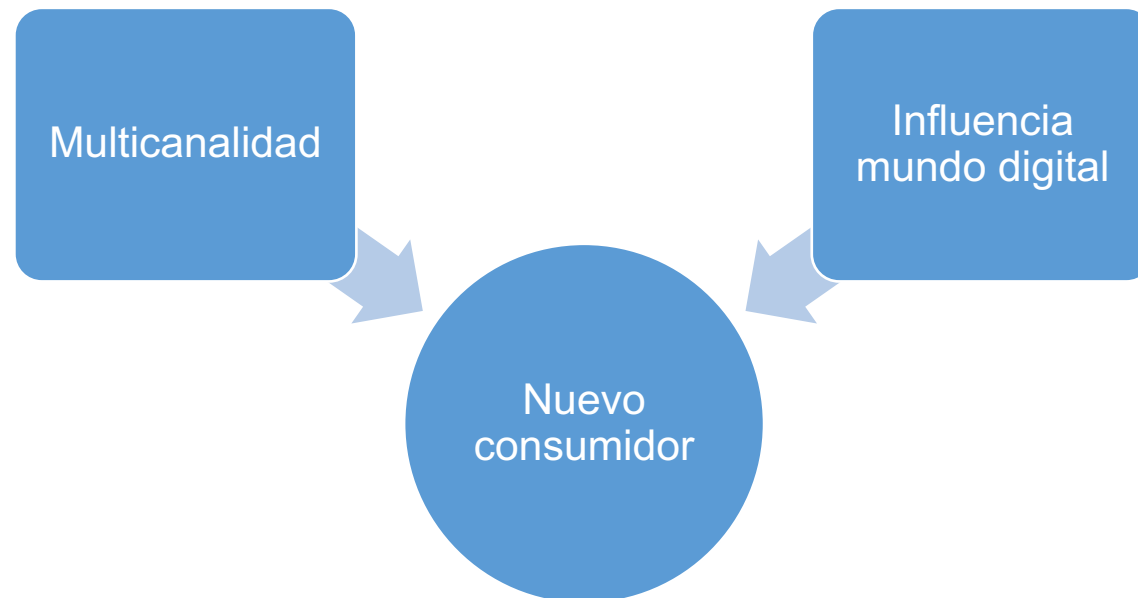 Multicanalidad
Influencia
mundo digital
Nuevo
consumidor